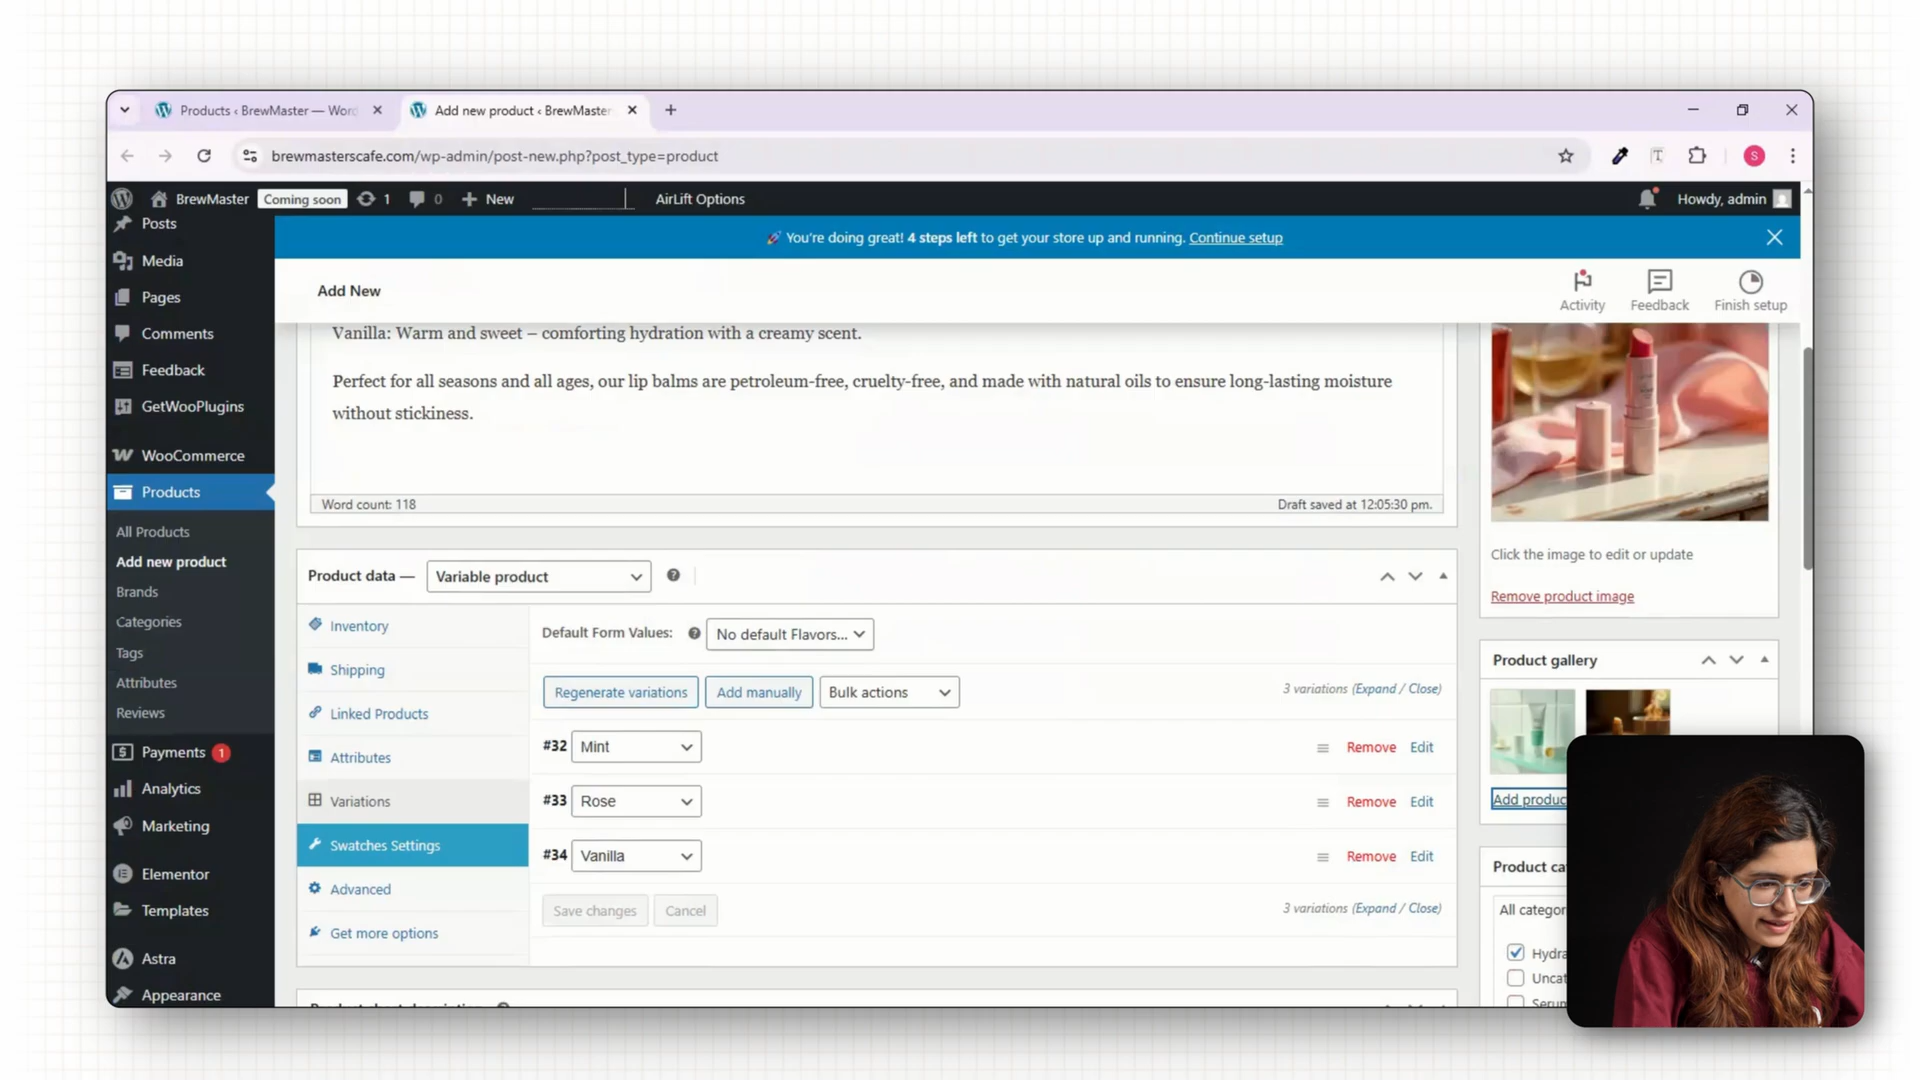 Products ‹ BrewMaster — Word
Add new product ‹ BrewMaster
brewmasterscafe.com/wp-admin/post-new.php?post_type=product
BrewMaster
Coming soon
1
0
New
AirLift Options
Howdy, admin
Posts
Media
Pages
Comments
Feedback
GetWooPlugins
WooCommerce
Products
All Products
Add new product
Brands
Categories
Tags
Attributes
Reviews
Payments 1
Analytics
Marketing
Elementor
Templates
Astra
Appearance
You're doing great! 4 steps left to get your store up and running. Continue setup
Add New
Activity
Feedback
Finish setup
Vanilla: Warm and sweet – comforting hydration with a creamy scent.
Perfect for all seasons and all ages, our lip balms are petroleum-free, cruelty-free, and made with natural oils to ensure long-lasting moisture
without stickiness.
Word count: 118
Draft saved at 12:05:30 pm.
Product data —
Variable product
Inventory
Shipping
Linked Products
Attributes
Variations
Swatches Settings
Advanced
Get more options
Default Form Values:
No default Flavors...
Regenerate variations
Add manually
Bulk actions
3 variations (Expand / Close)
#32 Mint
Remove Edit
#33 Rose
Remove Edit
#34 Vanilla
Remove Edit
Save changes
Cancel
3 variations (Expand / Close)
Click the image to edit or update
Remove product image
Product gallery
Add produc
Product ca
All categor
Hydra
Uncat
Serum
S